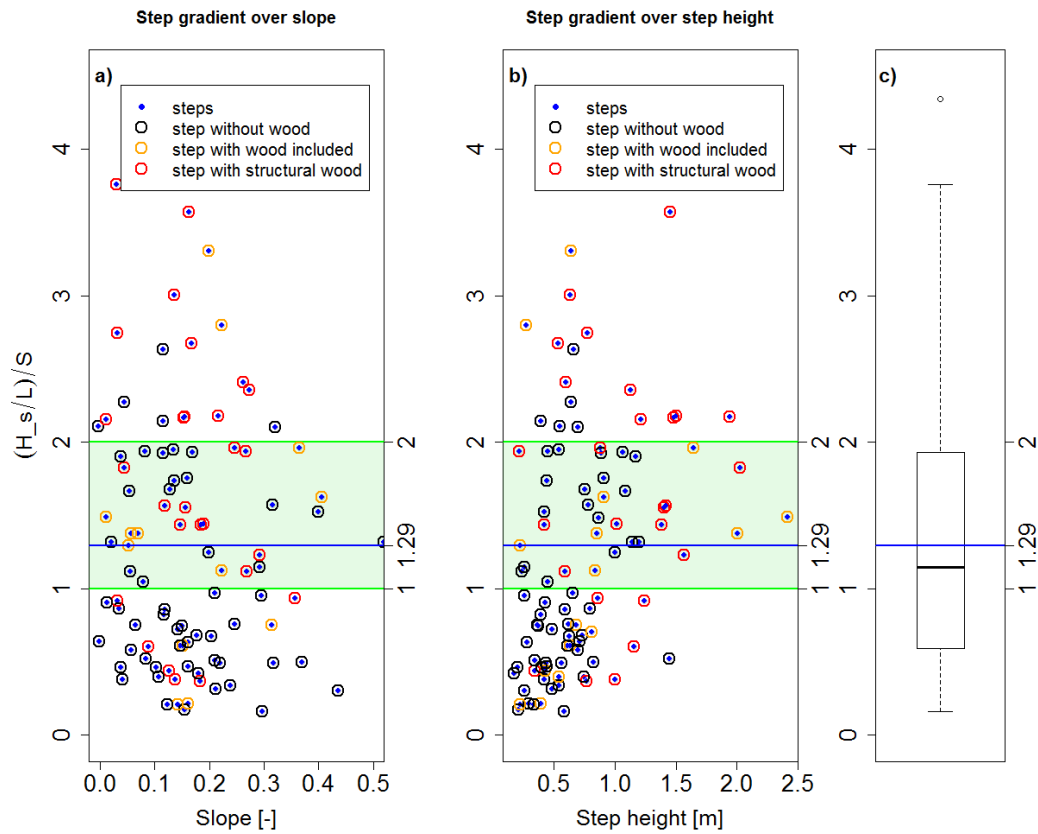 Step gradient over slope
Step gradient over step height
a)
b)
c)
steps
step without wood
step with wood included
step with structural wood
steps
step without wood
step with wood included
step with structural wood
(H_s/L)/S
0
1
2
3
4
1
1.29
2
0
1
2
3
4
1
1.29
2
0
1
2
3
4
0.0 0.1 0.2 0.3 0.4 0.5
Slope [-]
0.5 1.0 1.5 2.0 2.5
Step height [m]